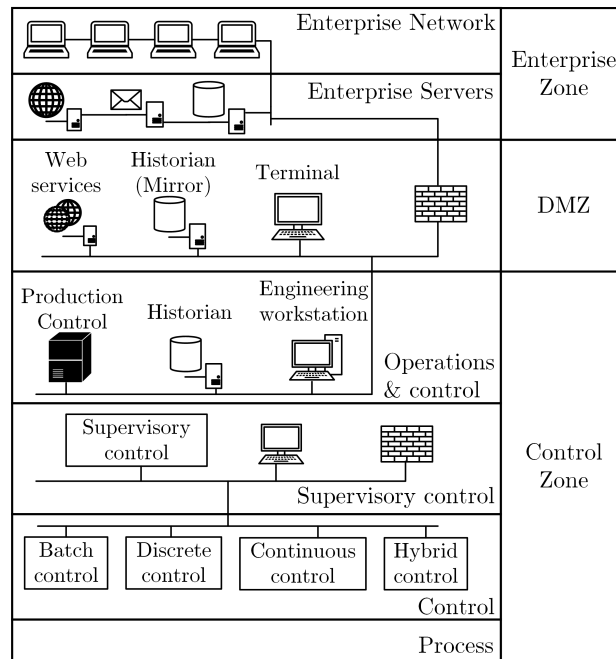 Enterprise Network
Enterprise
Zone
Enterprise Servers
Web
services
Historian
(Mirror)
Terminal
DMZ
Production
Control
Historian
Engineering
workstation
Operations
& control
Supervisory
control
Supervisory control
Control
Zone
Batch
control
Discrete
control
Continuous
control
Hybrid
control
Control
Process